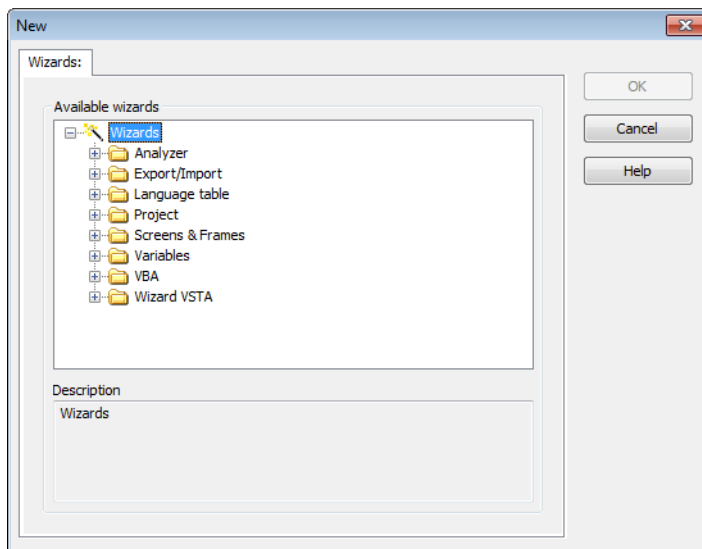 New
Wizards:
Available wizards
Wizards
Analyzer
Export/Import
Language table
Project
Screens & Frames
Variables
VBA
Wizard VSTA
Description
Wizards
OK
Cancel
Help